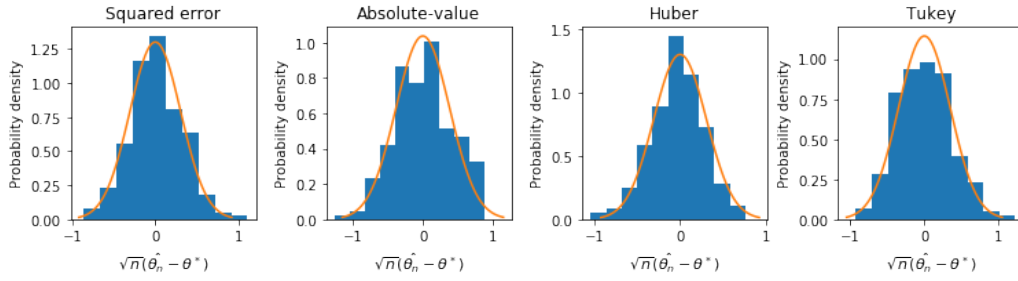 Squared error
Probability density
1.25
1.00
0.75
0.50
0.25
0.00
−1
0
1
√n(θ̂ₙ − θ*)
Absolute-value
Probability density
1.0
0.8
0.6
0.4
0.2
0.0
−1
0
1
√n(θ̂ₙ − θ*)
Huber
Probability density
1.5
1.0
0.5
0.0
−1
0
1
√n(θ̂ₙ − θ*)
Tukey
Probability density
1.00
0.75
0.50
0.25
0.00
−1
0
1
√n(θ̂ₙ − θ*)